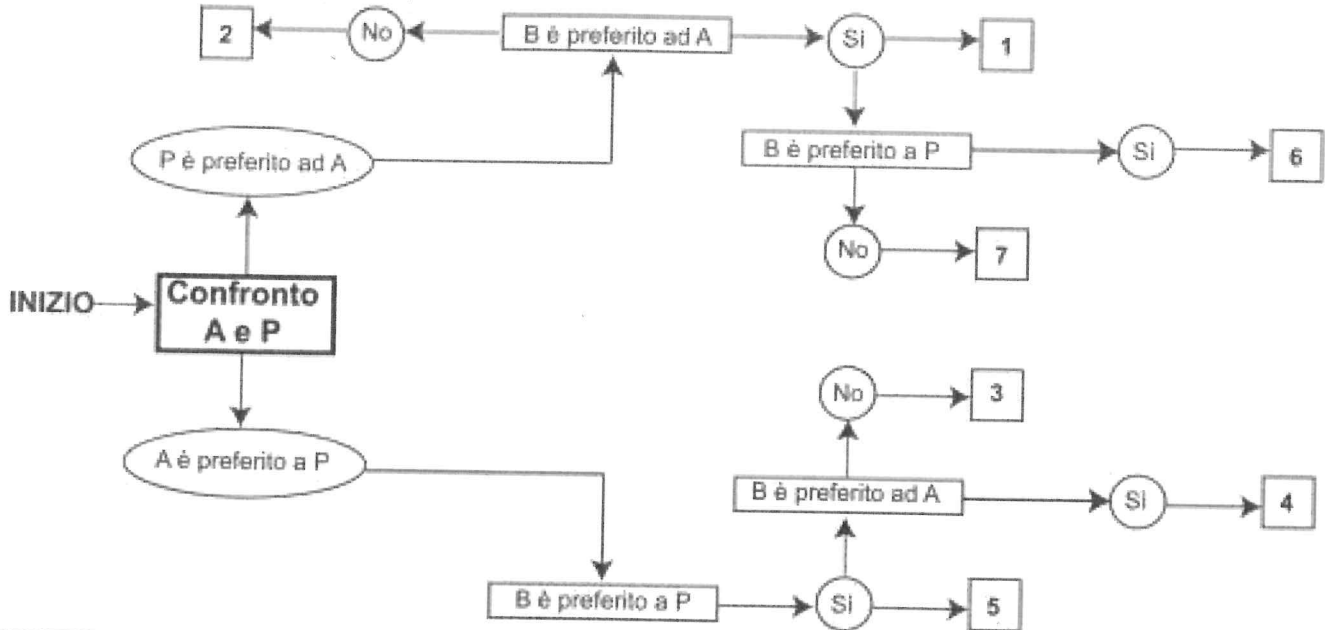 2
No
B è preferito ad A
Si
1
P è preferito ad A
B è preferito a P
Si
6
No
7
INIZIO
Confronto
A e P
No
3
A è preferito a P
B è preferito ad A
Si
4
B è preferito a P
Si
5